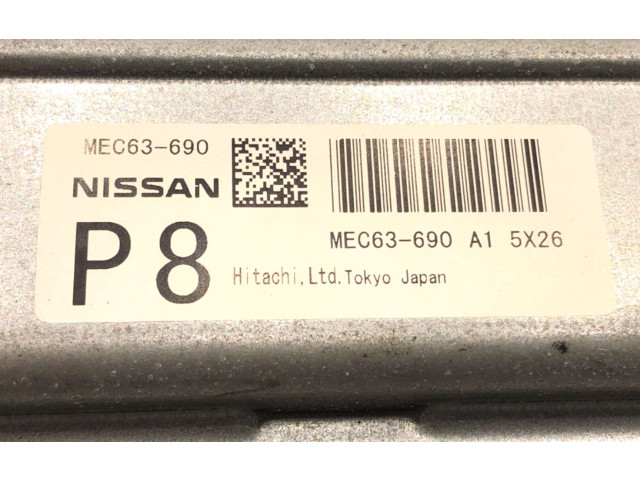 MEC63-690
NISSAN
P8
MEC63-690 A1 5X26
Hitachi,Ltd.Tokyo Japan